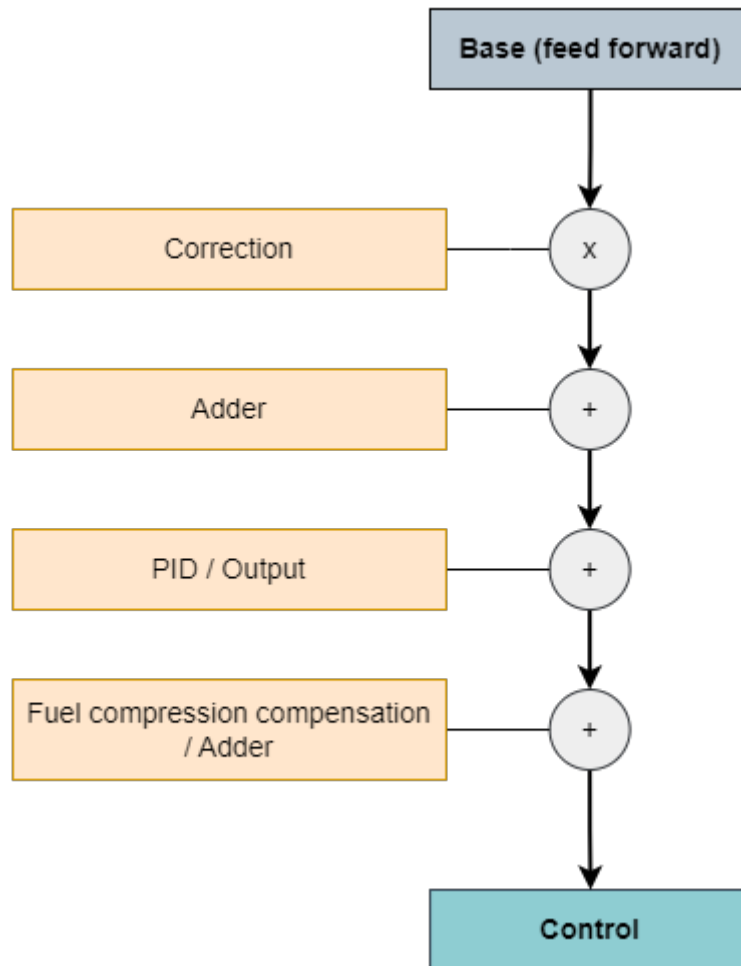 Base (feed forward)
Correction
x
Adder
+
PID / Output
+
Fuel compression compensation
/ Adder
+
Control